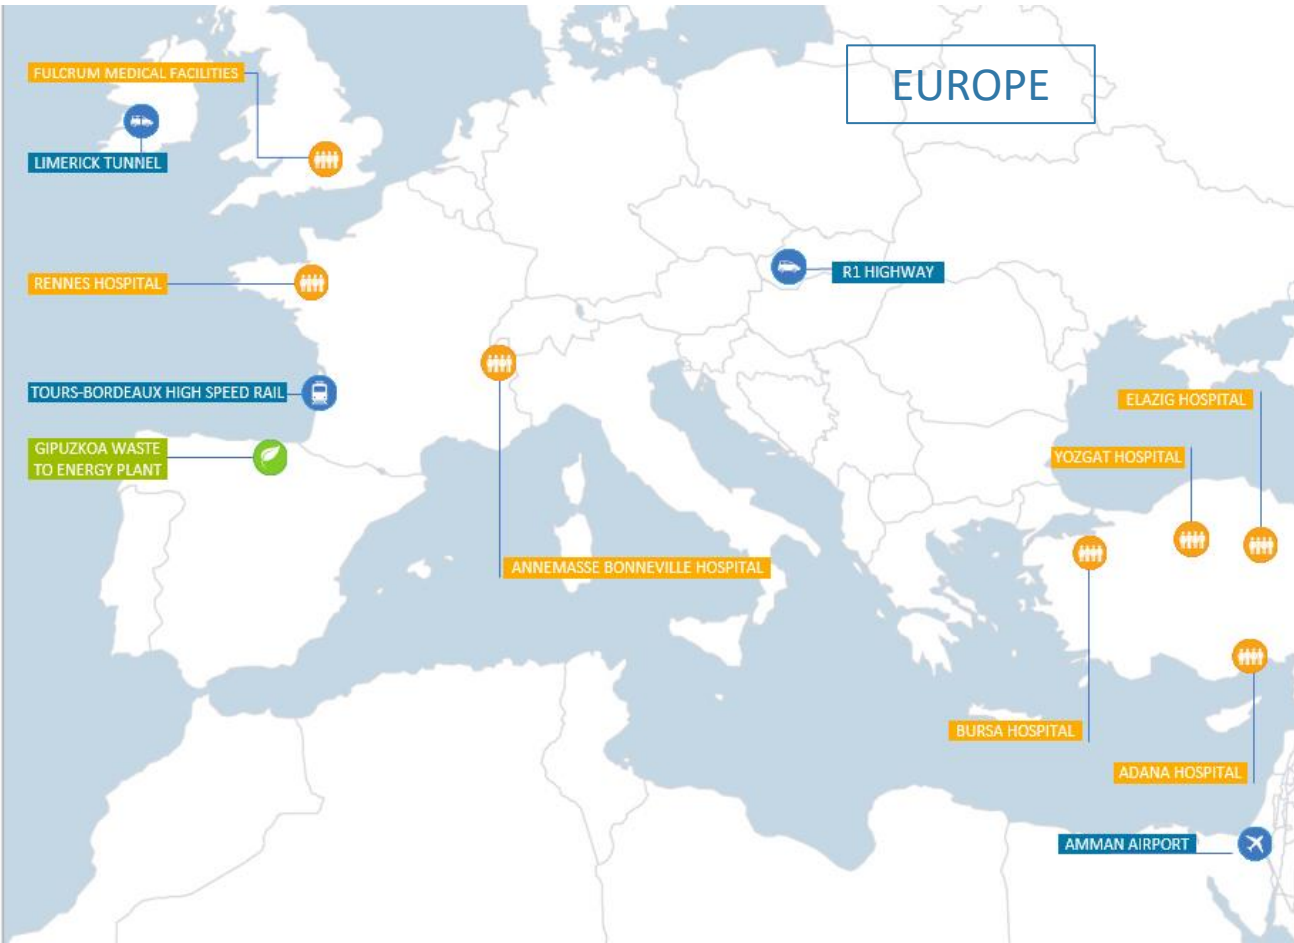 EUROPE
FULCRUM MEDICAL FACILITIES
LIMERICK TUNNEL
RENNES HOSPITAL
R1 HIGHWAY
TOURS-BORDEAUX HIGH SPEED RAIL
ELAZIG HOSPITAL
GIPUZKOA WASTE
TO ENERGY PLANT
YOZGAT HOSPITAL
ANNEMASSE BONNEVILLE HOSPITAL
BURSA HOSPITAL
ADANA HOSPITAL
AMMAN AIRPORT